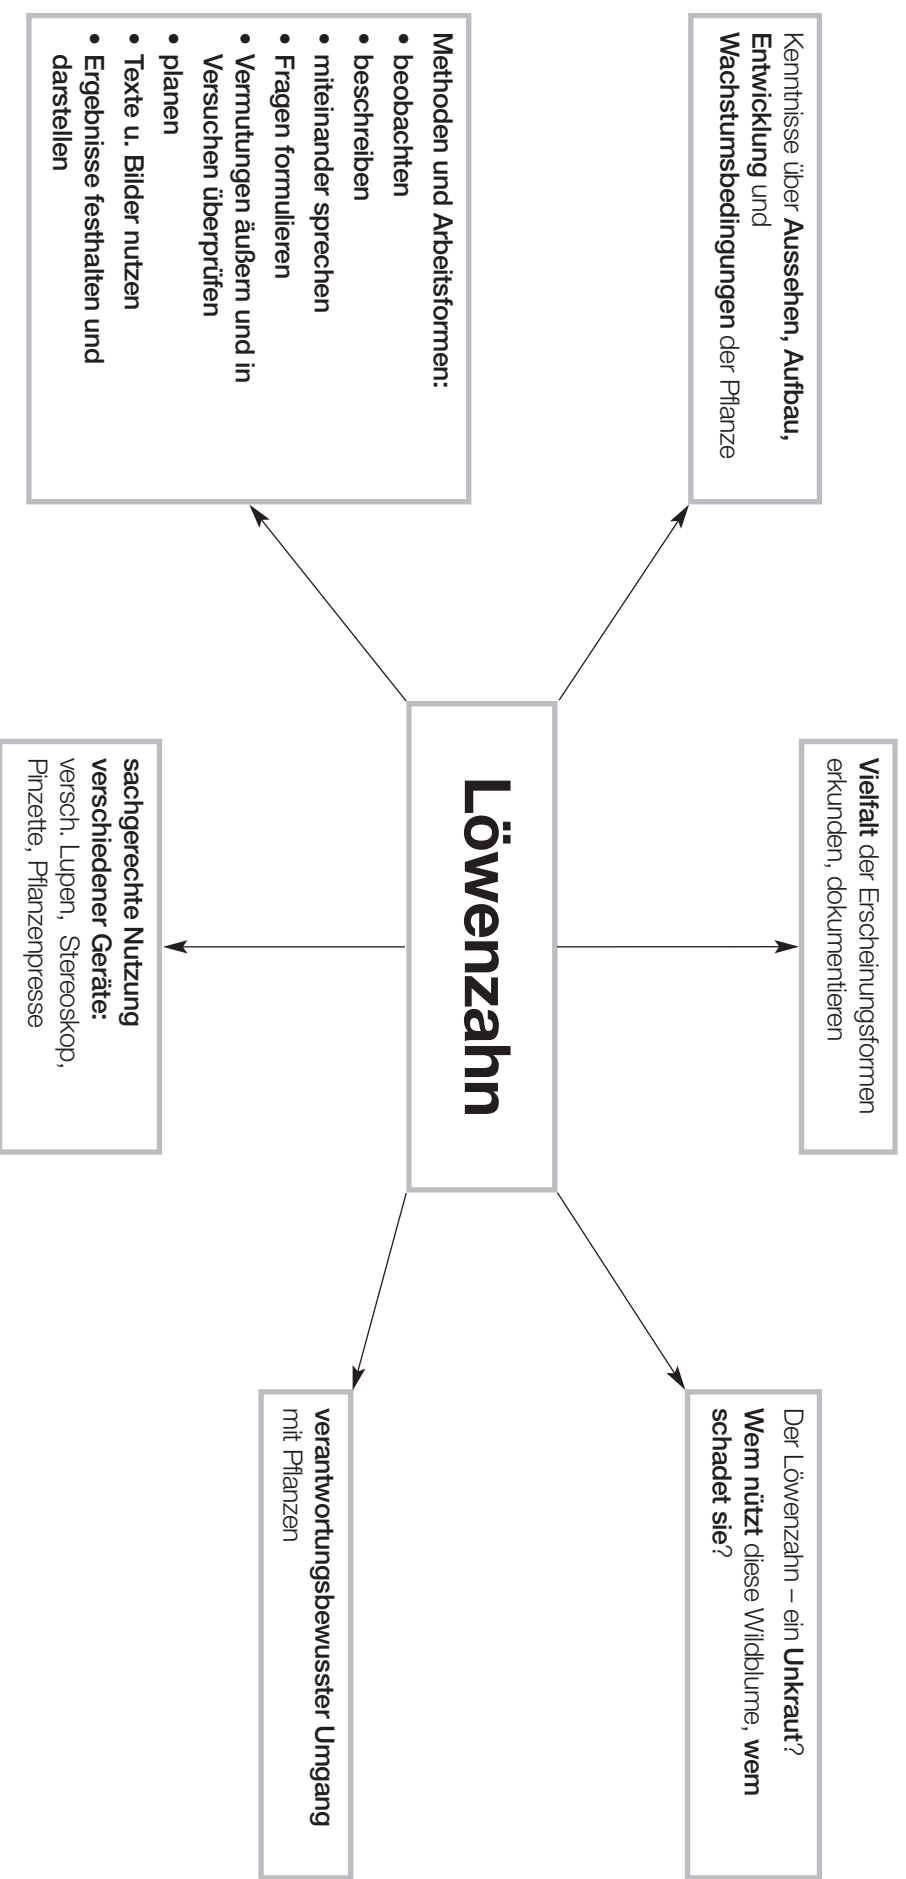 Kenntnisse über Aussehen, Aufbau,
Entwicklung und
Wachstumsbedingungen der Pflanze
Vielfalt der Erscheinungsformen
erkunden, dokumentieren
Der Löwenzahn – ein Unkraut?
Wem nützt diese Wildblume, wem
schadet sie?
Löwenzahn
Methoden und Arbeitsformen:
• beobachten
• beschreiben
• miteinander sprechen
• Fragen formulieren
• Vermutungen äußern und in
Versuchen überprüfen
• planen
• Texte u. Bilder nutzen
• Ergebnisse festhalten und
darstellen
sachgerechte Nutzung
verschiedener Geräte:
versch. Lupen, Stereoskop,
Pinzette, Pflanzenpresse
verantwortungsbewusster Umgang
mit Pflanzen